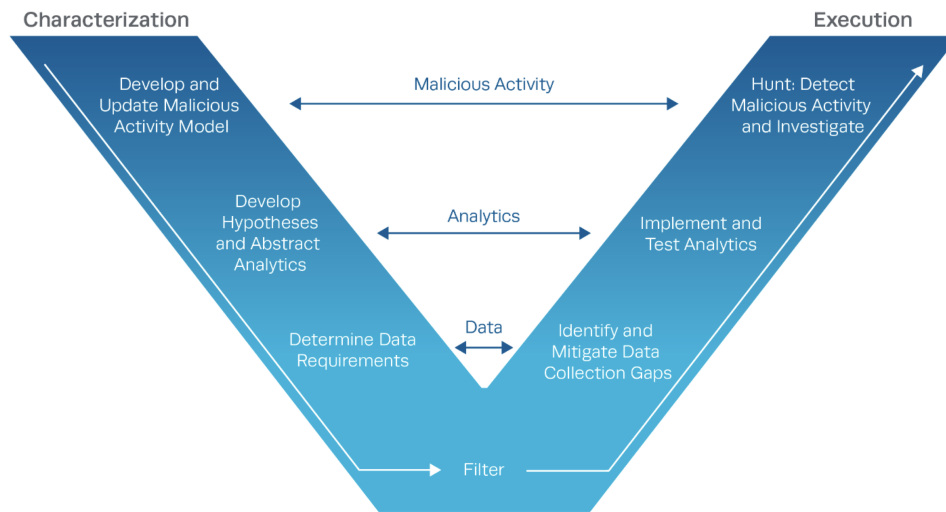 Characterization
Execution
Develop and
Update Malicious
Activity Model
Malicious Activity
Hunt: Detect
Malicious Activity
and Investigate
Develop
Hypotheses
and Abstract
Analytics
Analytics
Implement and
Test Analytics
Determine Data
Requirements
Data
Identify and
Mitigate Data
Collection Gaps
Filter